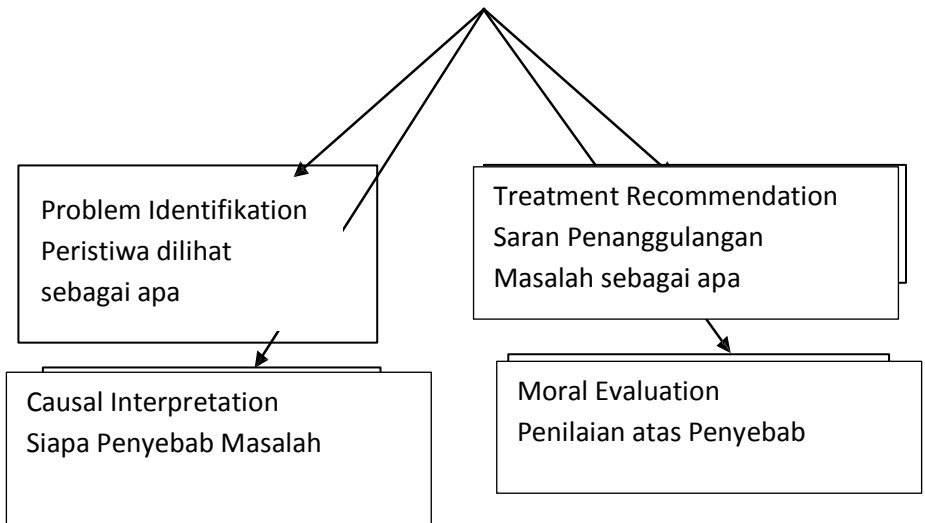 Problem Identifikation
Peristiwa dilihat
sebagai apa
Treatment Recommendation
Saran Penanggulangan
Masalah sebagai apa
Causal Interpretation
Siapa Penyebab Masalah
Moral Evaluation
Penilaian atas Penyebab